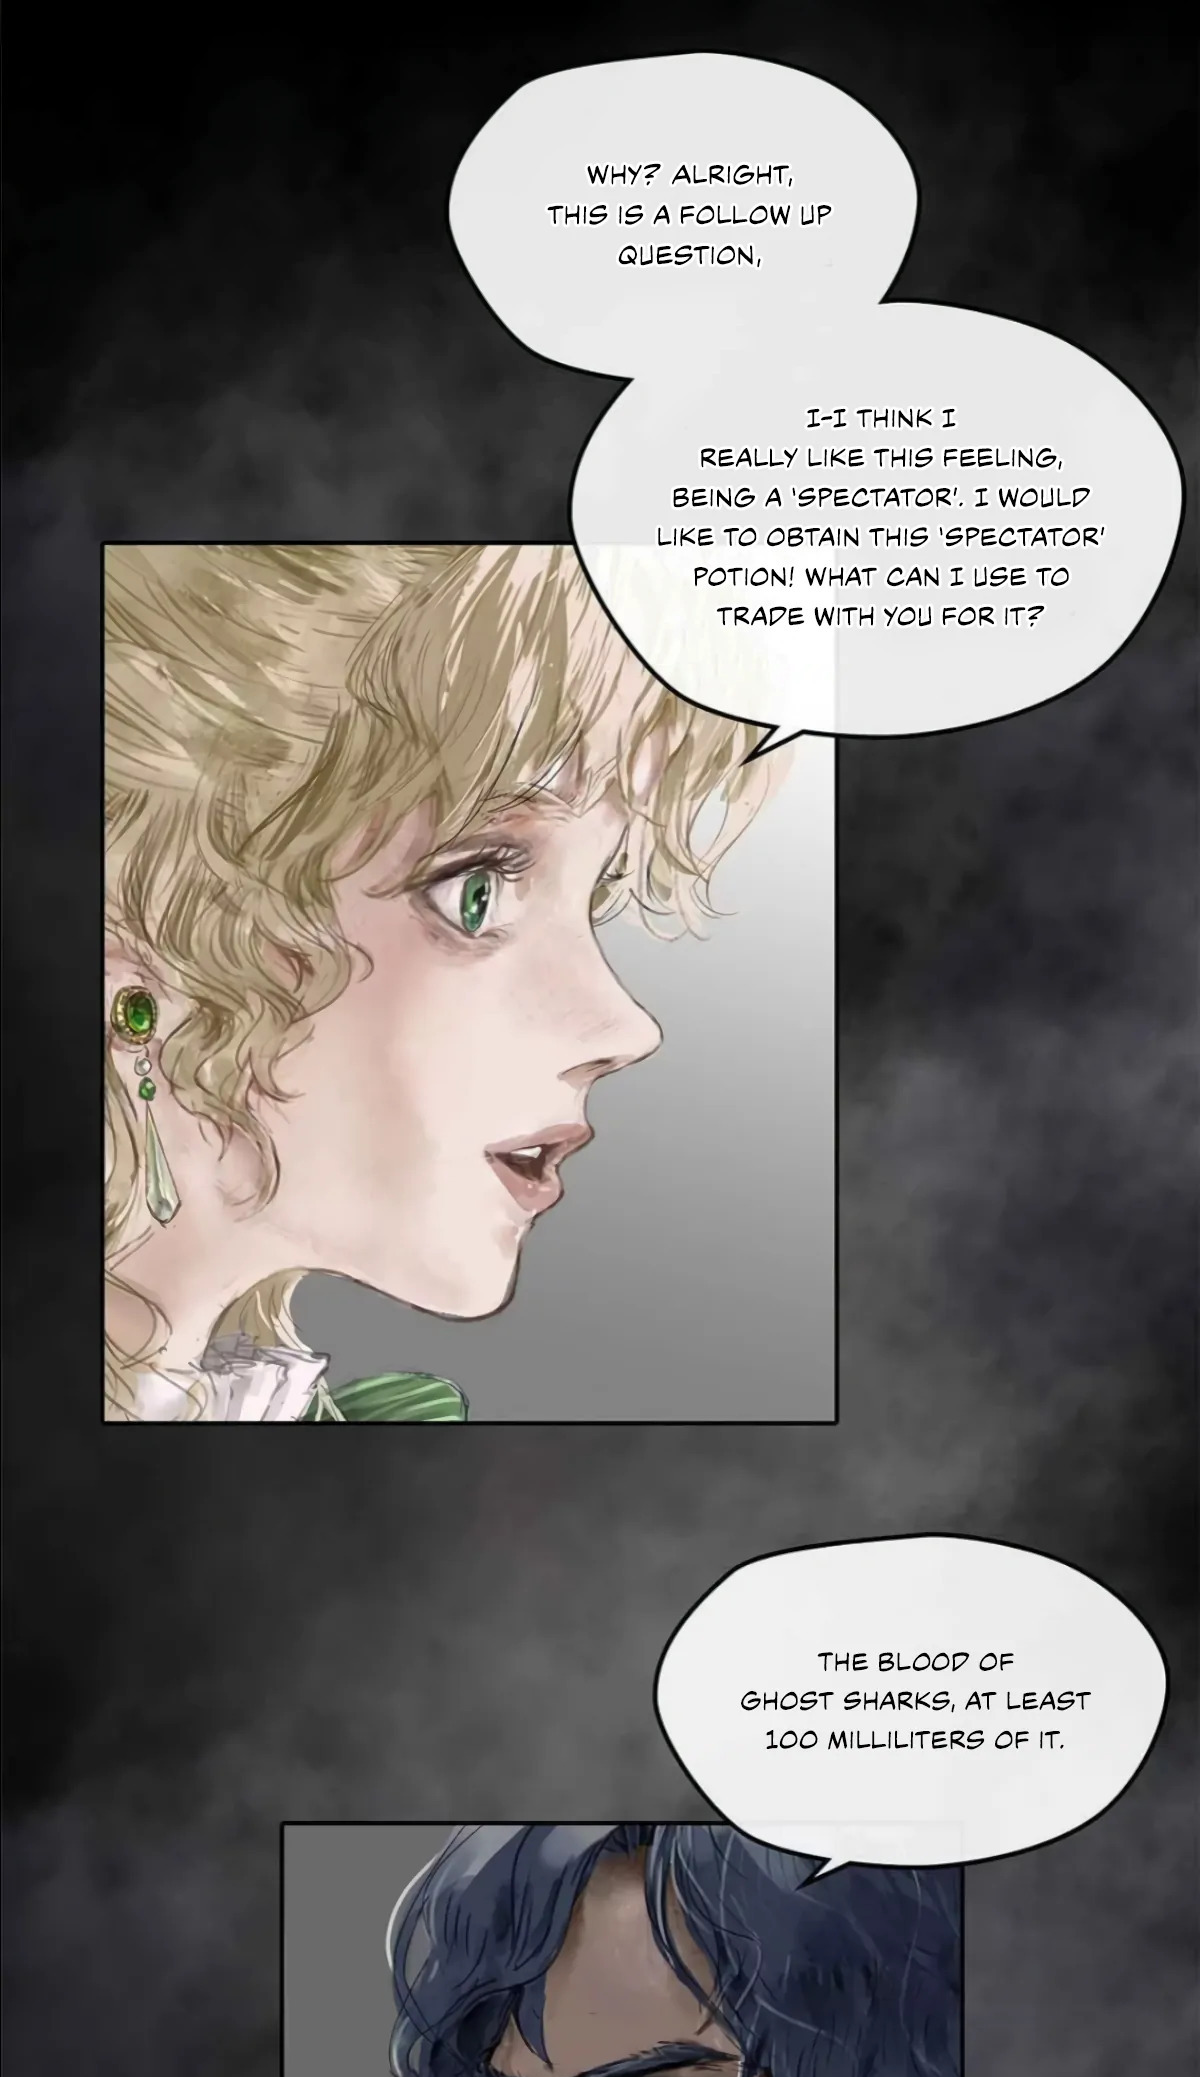 WHY? ALRIGHT,
THIS IS A FOLLOW UP
QUESTION,
I-I THINK I
REALLY LIKE THIS FEELING,
BEING A 'SPECTATOR'. I WOULD
LIKE TO OBTAIN THIS 'SPECTATOR'
POTION! WHAT CAN I USE TO
TRADE WITH YOU FOR IT?
THE BLOOD OF
GHOST SHARKS, AT LEAST
100 MILLILITERS OF IT.